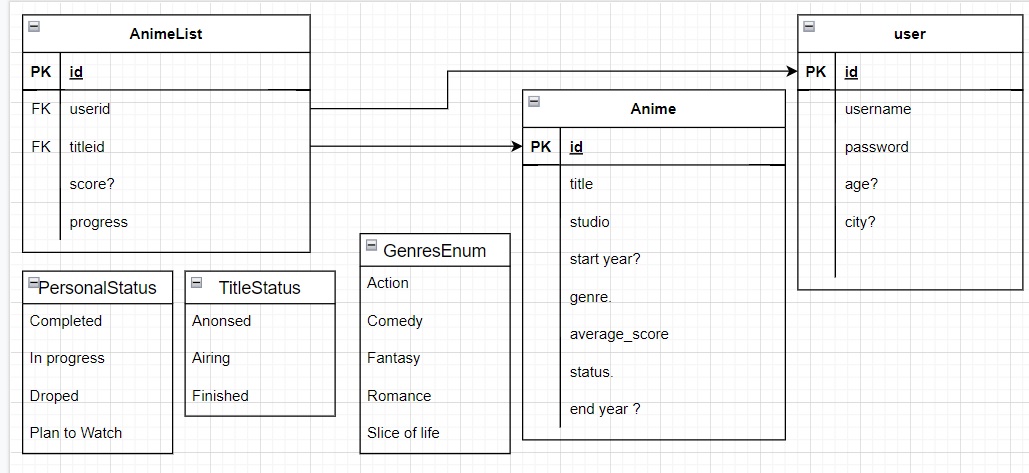 AnimeList
PK id
FK userid
FK titleid
score?
progress
user
PK id
username
password
age?
city?
Anime
PK id
title
studio
start year?
genre.
average_score
status.
end year ?
PersonalStatus
Completed
In progress
Droped
Plan to Watch
TitleStatus
Anonsed
Airing
Finished
GenresEnum
Action
Comedy
Fantasy
Romance
Slice of life